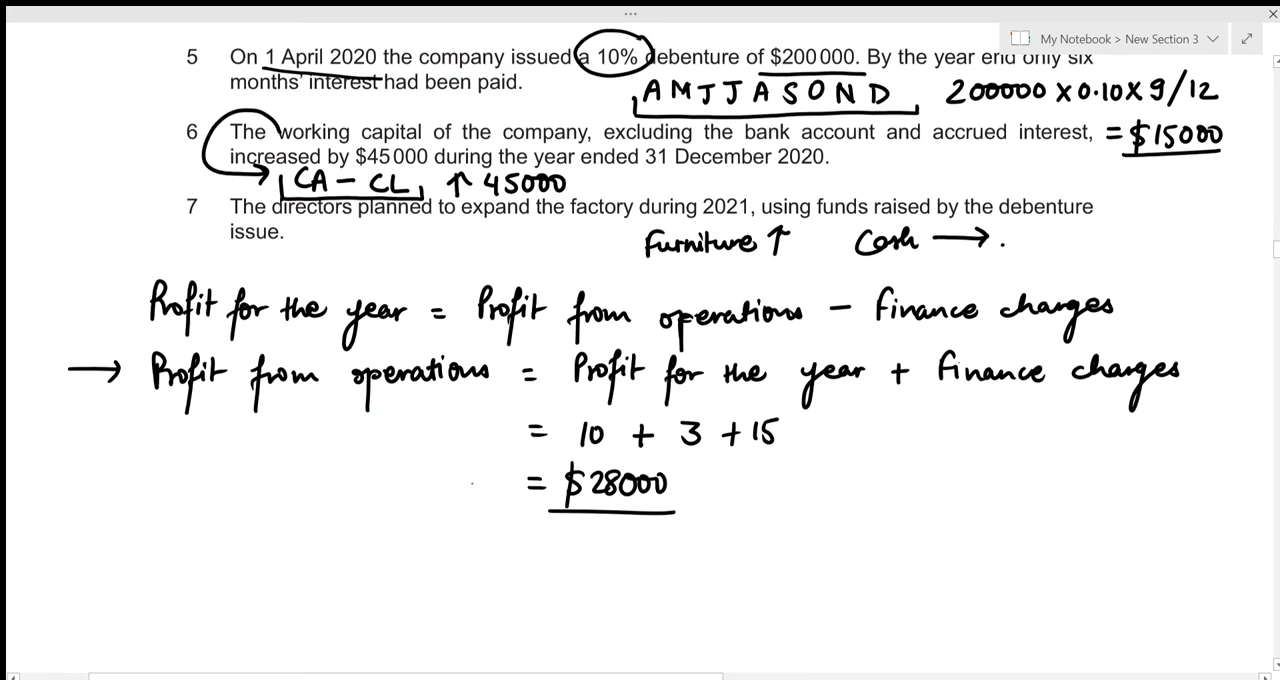 My Notebook > New Section 3
5 On 1 April 2020 the company issued a 10% debenture of $200000. By the year end only six
months' interest had been paid.
A M J J A S O N D 200000 x 0.10 x 9/12
6 The working capital of the company, excluding the bank account and accrued interest, = $15000
increased by $45000 during the year ended 31 December 2020.
CA - CL ↑ 45000
7 The directors planned to expand the factory during 2021, using funds raised by the debenture
issue.
Furniture ↑ Cash → .
Profit for the year = Profit from operations - finance charges
→ Profit from operations = Profit for the year + finance charges
= 10 + 3 + 15
= $28000